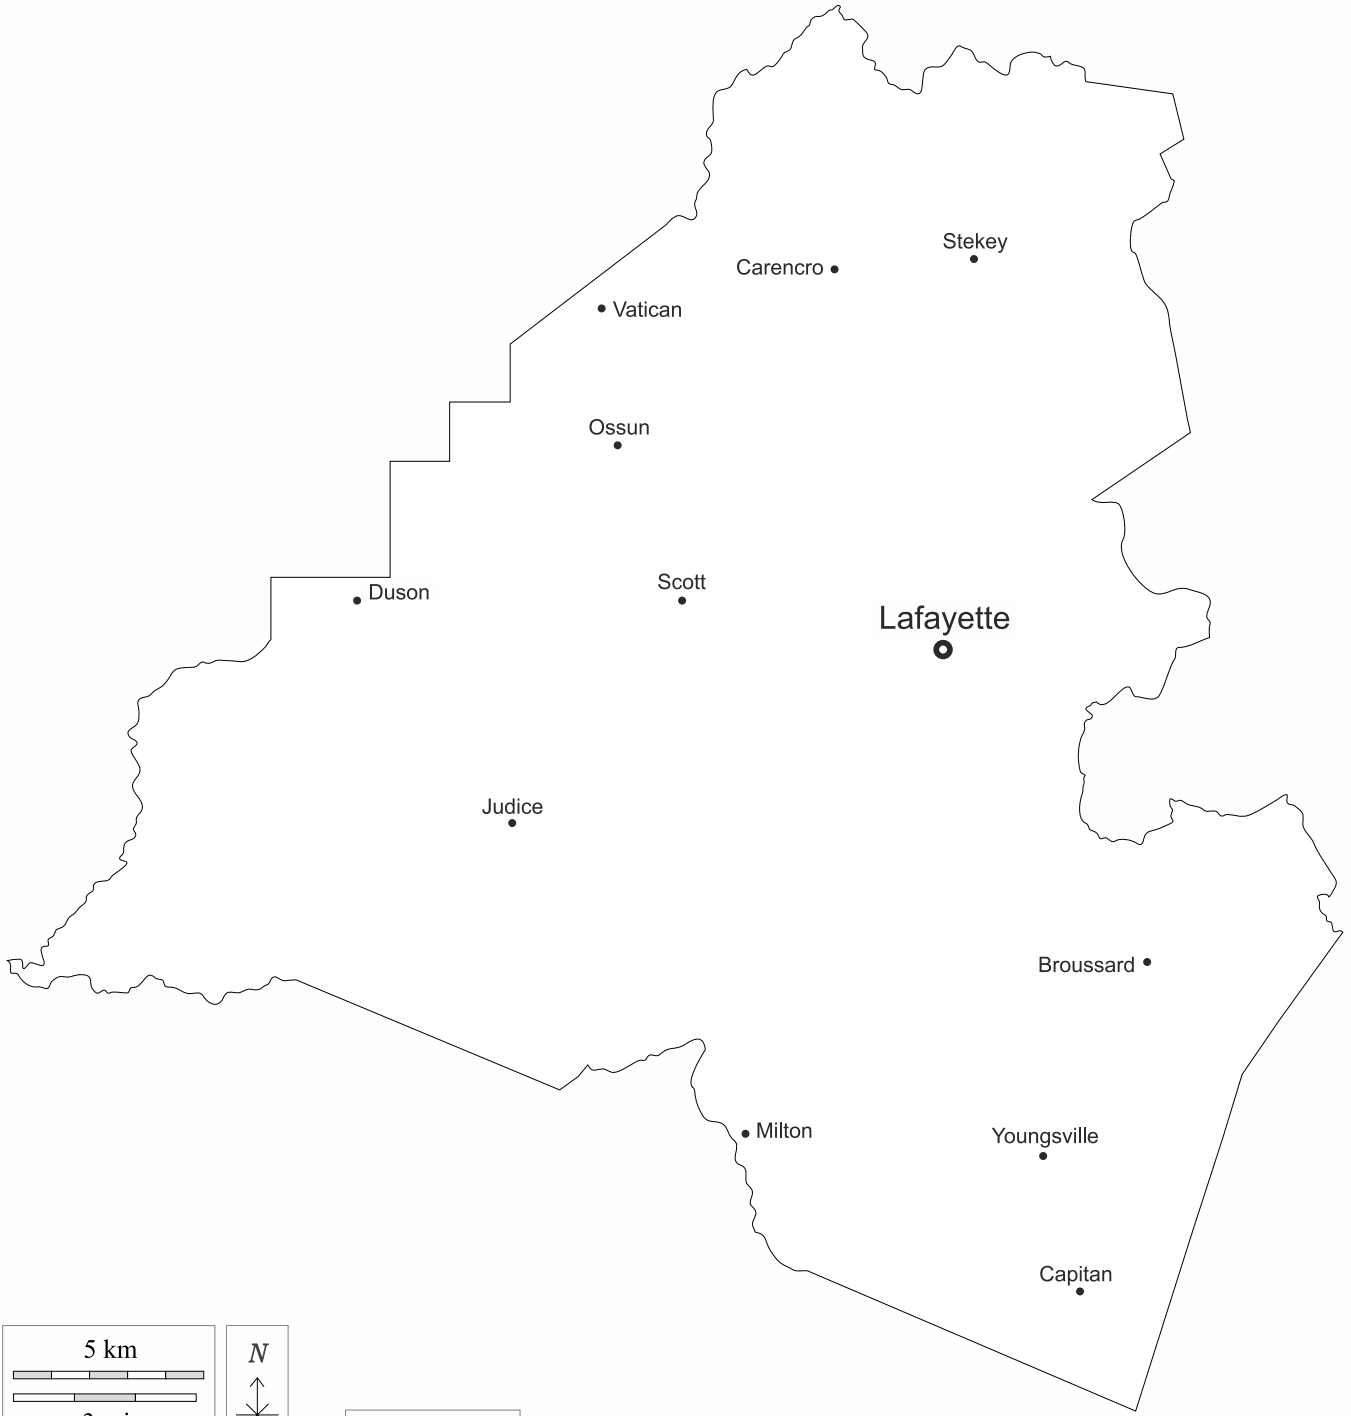 Stekey
Carencro
Vatican
Ossun
Duson
Scott
Lafayette
Judice
Broussard
Milton
Youngsville
Capitan
5 km
N